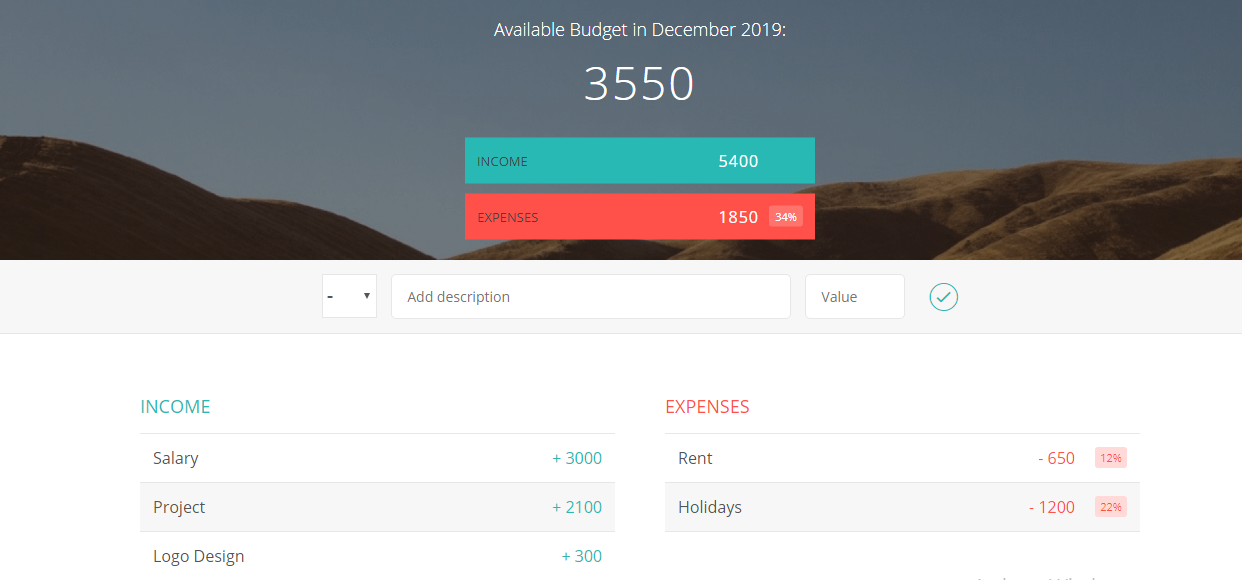 Available Budget in December 2019:
3550
INCOME 5400
EXPENSES 1850 34%
- Add description Value
INCOME
Salary + 3000
Project + 2100
Logo Design + 300
EXPENSES
Rent - 650 12%
Holidays - 1200 22%